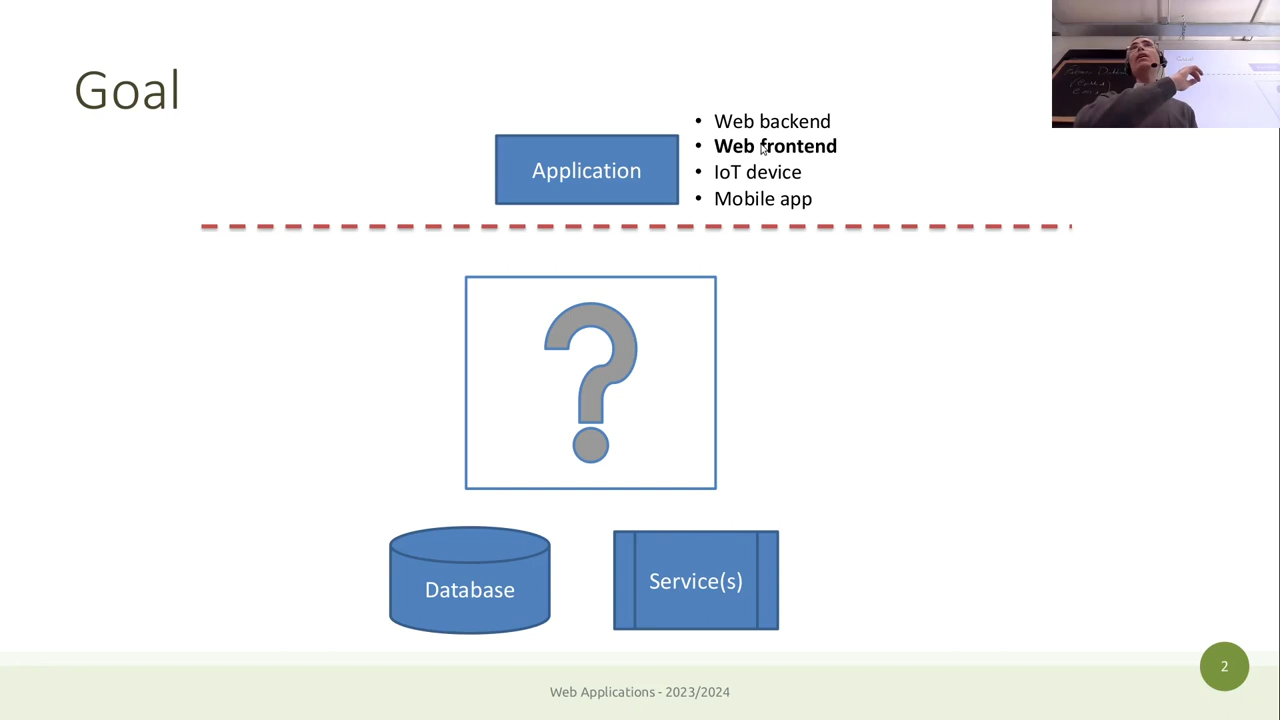 Goal
• Web backend
• Web frontend
• IoT device
• Mobile app
Application
?
Database
Service(s)
2
Web Applications - 2023/2024